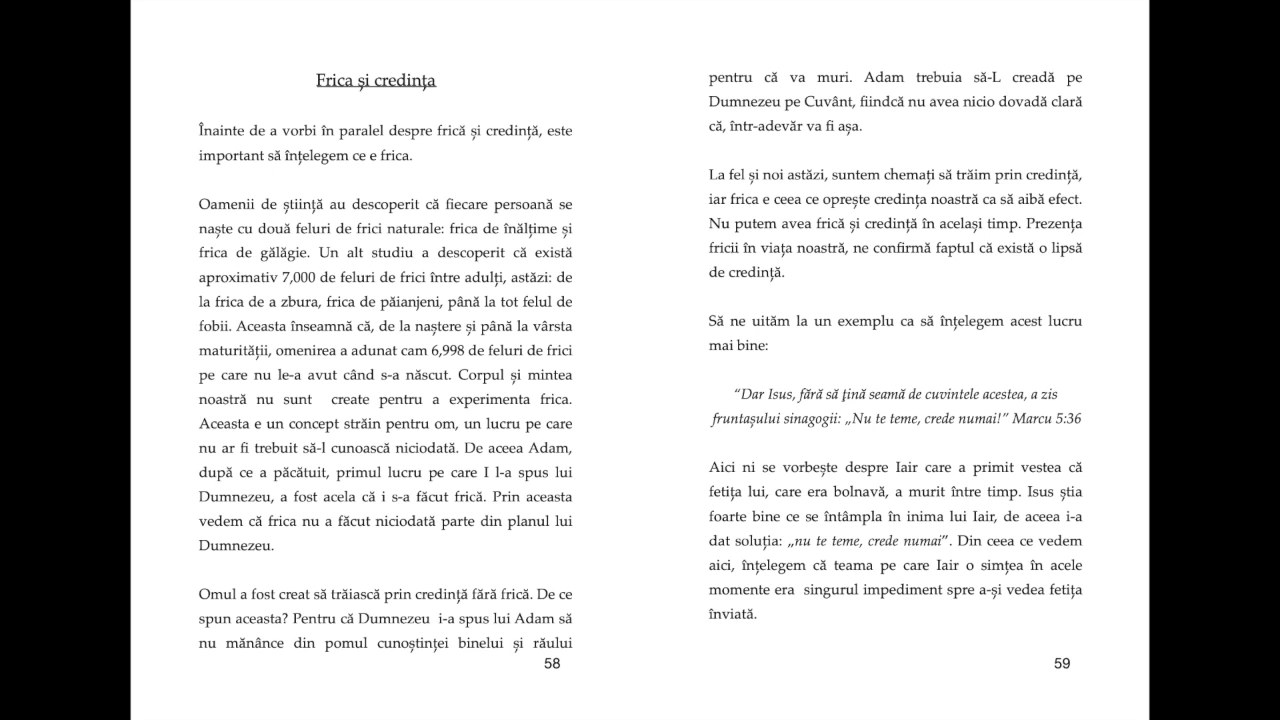 Frica și credința
Înainte de a vorbi în paralel despre frică și credință, este
important să înțelegem ce e frica.
Oamenii de știință au descoperit că fiecare persoană se
naște cu două feluri de frici naturale: frica de înălțime și
frica de gălăgie. Un alt studiu a descoperit că există
aproximativ 7,000 de feluri de frici între adulți, astăzi: de
la frica de a zbura, frica de păianjeni, până la tot felul de
fobii. Aceasta înseamnă că, de la naștere și până la vârsta
maturității, omenirea a adunat cam 6,998 de feluri de frici
pe care nu le-a avut când s-a născut. Corpul și mintea
noastră nu sunt create pentru a experimenta frica.
Aceasta e un concept străin pentru om, un lucru pe care
nu ar fi trebuit să-l cunoască niciodată. De aceea Adam,
după ce a păcătuit, primul lucru pe care I l-a spus lui
Dumnezeu, a fost acela că i s-a făcut frică. Prin aceasta
vedem că frica nu a făcut niciodată parte din planul lui
Dumnezeu.
Omul a fost creat să trăiască prin credință fără frică. De ce
spun aceasta? Pentru că Dumnezeu i-a spus lui Adam să
nu mănânce din pomul cunoștinței binelui și răului
58
pentru că va muri. Adam trebuia să-L creadă pe
Dumnezeu pe Cuvânt, fiindcă nu avea nicio dovadă clară
că, într-adevăr va fi așa.
La fel și noi astăzi, suntem chemați să trăim prin credință,
iar frica e ceea ce oprește credința noastră ca să aibă efect.
Nu putem avea frică și credință în același timp. Prezența
fricii în viața noastră, ne confirmă faptul că există o lipsă
de credință.
Să ne uităm la un exemplu ca să înțelegem acest lucru
mai bine:
“Dar Isus, fără să ţină seamă de cuvintele acestea, a zis
fruntașului sinagogii: „Nu te teme, crede numai!” Marcu 5:36
Aici ni se vorbește despre Iair care a primit vestea că
fetița lui, care era bolnavă, a murit între timp. Isus știa
foarte bine ce se întâmpla în inima lui Iair, de aceea i-a
dat soluția: „nu te teme, crede numai”. Din ceea ce vedem
aici, înțelegem că teama pe care Iair o simțea în acele
momente era singurul impediment spre a-și vedea fetița
înviată.
59